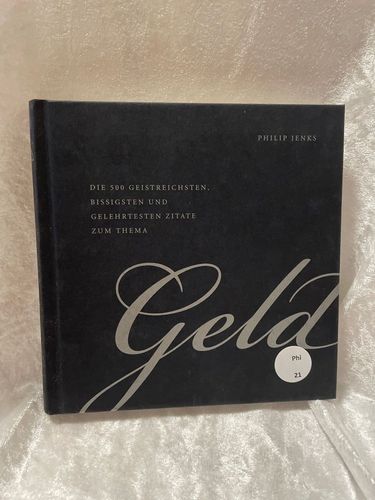 PHILIP JENKS
DIE 500 GEISTREICHSTEN,
BISSIGSTEN UND
GELEHRTESTEN ZITATE
ZUM THEMA
Geld
Phi
21